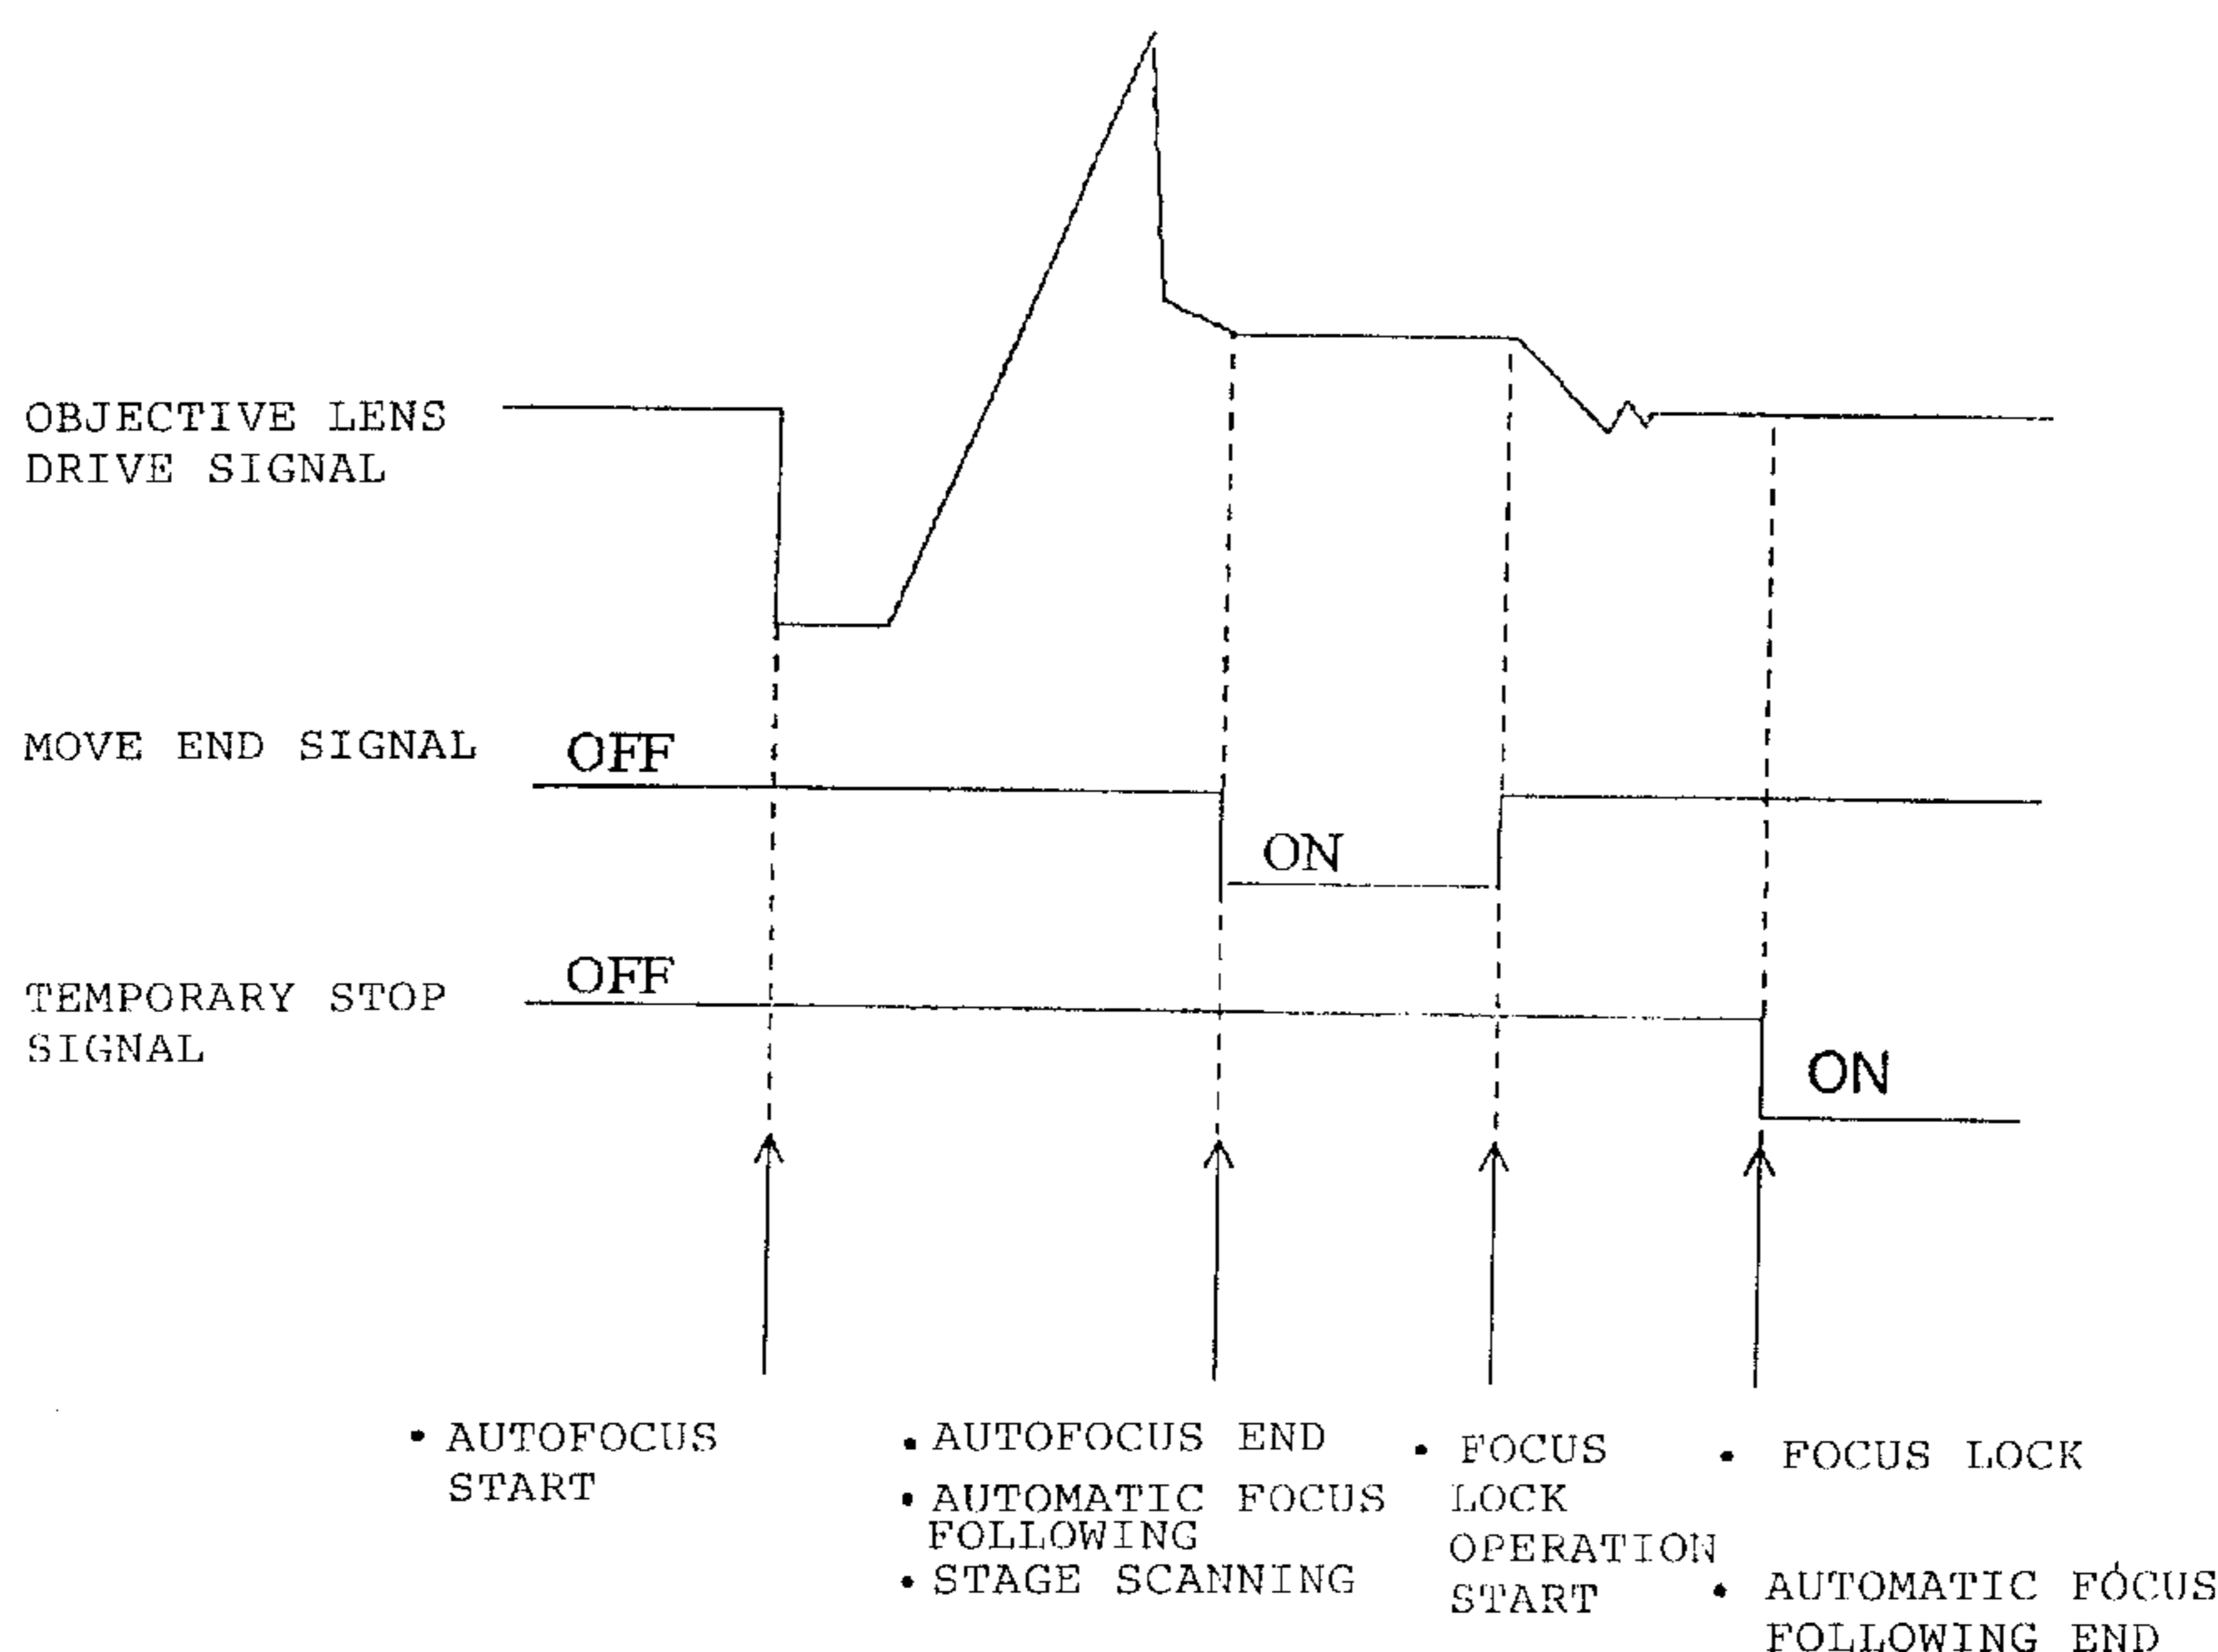 OBJECTIVE LENS
DRIVE SIGNAL
MOVE END SIGNAL
OFF
ON
TEMPORARY STOP
SIGNAL
OFF
ON
• AUTOFOCUS
START
• AUTOFOCUS END
• AUTOMATIC FOCUS
FOLLOWING
• STAGE SCANNING
• FOCUS
LOCK
OPERATION
START
• FOCUS LOCK
• AUTOMATIC FOCUS
FOLLOWING END